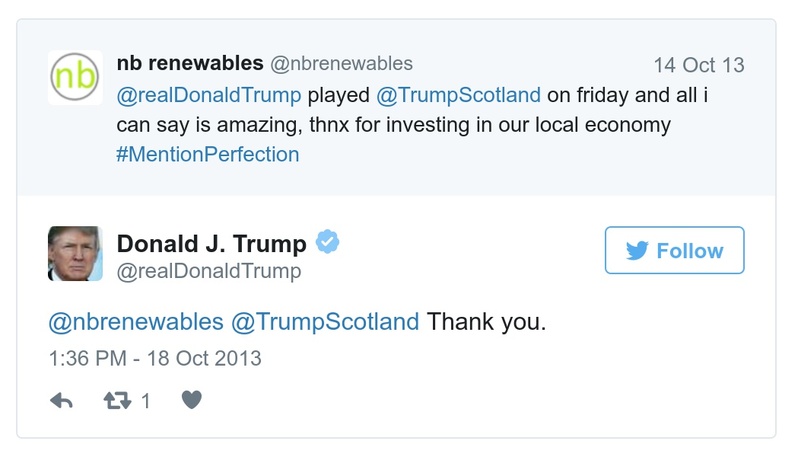 nb
nb renewables @nbrenewables 14 Oct 13
@realDonaldTrump played @TrumpScotland on friday and all i
can say is amazing, thnx for investing in our local economy
#MentionPerfection
Donald J. Trump
@realDonaldTrump
Follow
@nbrenewables @TrumpScotland Thank you.
1:36 PM - 18 Oct 2013
1